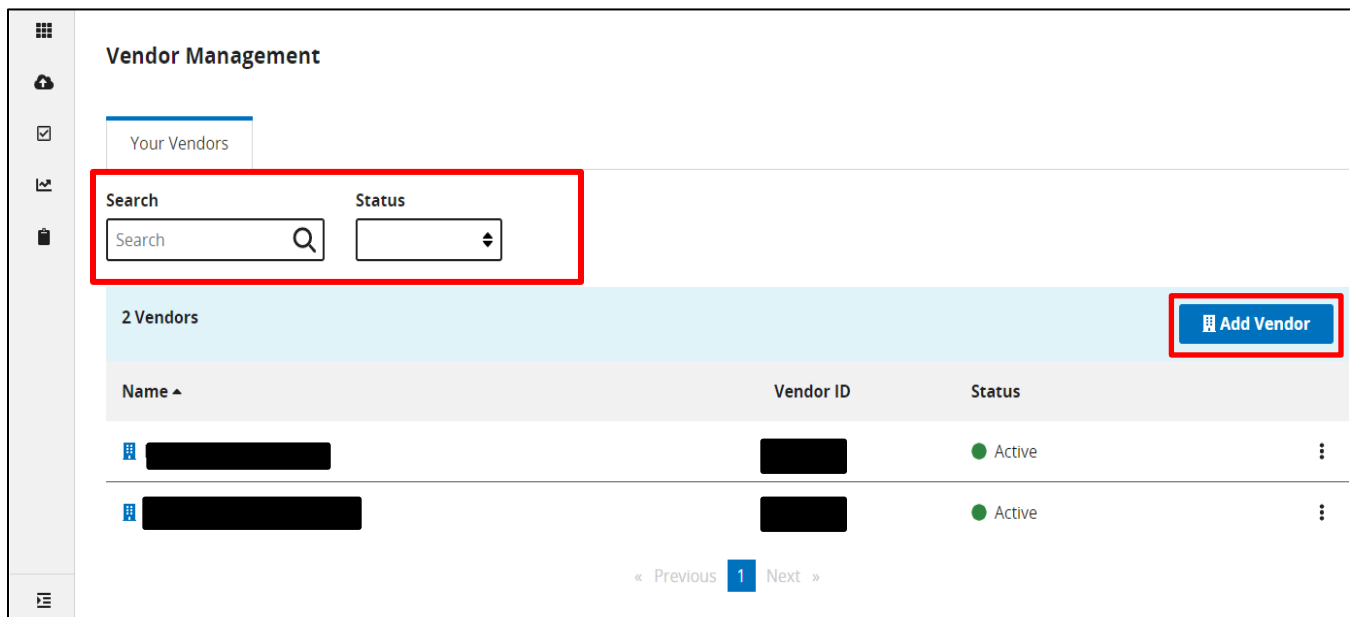 Vendor Management
Your Vendors
Search Status
Search
2 Vendors Add Vendor
Name Vendor ID Status
Active
Active
« Previous 1 Next »